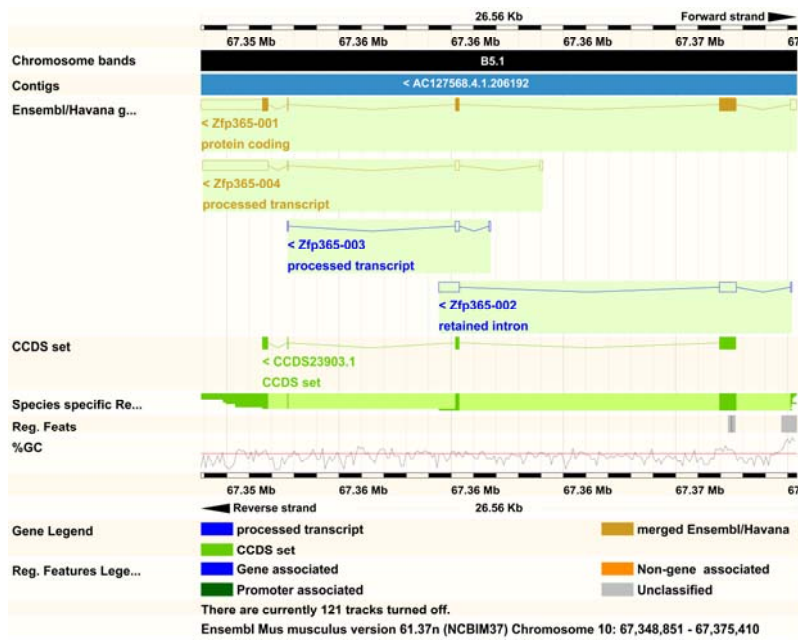 26.56 Kb Forward strand
67.35 Mb 67.36 Mb 67.36 Mb 67.36 Mb 67.37 Mb 67
Chromosome bands B5.1
Contigs < AC127568.4.1.206192
Ensembl/Havana g...
< Zfp365-001
protein coding
< Zfp365-004
processed transcript
< Zfp365-003
processed transcript
< Zfp365-002
retained intron
CCDS set
< CCDS23903.1
CCDS set
Species specific Re...
Reg. Feats
%GC
67.35 Mb 67.36 Mb 67.36 Mb 67.36 Mb 67.37 Mb 67
Reverse strand 26.56 Kb
Gene Legend processed transcript merged Ensembl/Havana
CCDS set
Reg. Features Lege... Gene associated Non-gene associated
Promoter associated Unclassified
There are currently 121 tracks turned off.
Ensembl Mus musculus version 61.37n (NCBIM37) Chromosome 10: 67,348,851 - 67,375,410